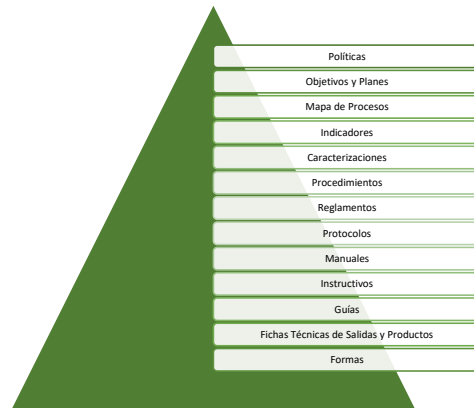 Políticas
Objetivos y Planes
Mapa de Procesos
Indicadores
Caracterizaciones
Procedimientos
Reglamentos
Protocolos
Manuales
Instructivos
Guías
Fichas Técnicas de Salidas y Productos
Formas